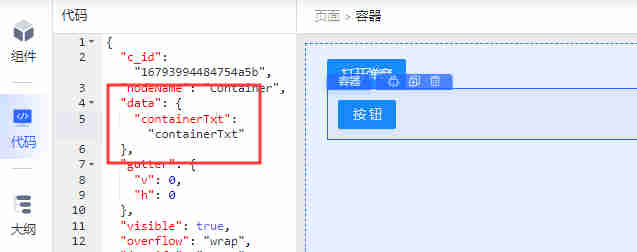 代码
页面 > 容器
组件
代码
大纲
1 {
2 "c_id":
"16793994484754a5b",
3 "nodeName": "Container",
4 "data": {
5 "containerTxt":
"containerTxt"
6 },
7 "gutter": {
8 "v": 0,
9 "h": 0
10 },
11 "visible": true,
12 "overflow": "wrap",
打开弹窗
容器
按钮